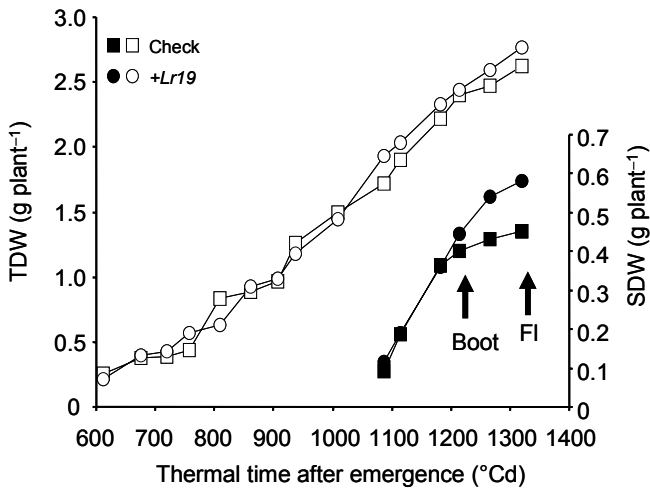 3.0
2.5
2.0
1.5
1.0
0.5
0
TDW (g plant⁻¹)
Check
+Lr19
0.7
0.6
0.5
0.4
0.3
0.2
0.1
0
SDW (g plant⁻¹)
Boot
Fl
600 700 800 900 1000 1100 1200 1300 1400
Thermal time after emergence (°Cd)